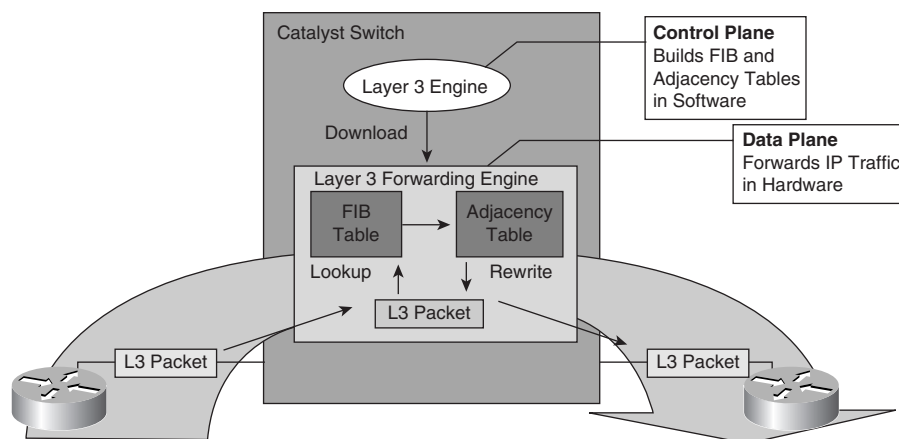 Catalyst Switch
Control Plane
Builds FIB and
Adjacency Tables
in Software
Layer 3 Engine
Download
Data Plane
Forwards IP Traffic
in Hardware
Layer 3 Forwarding Engine
FIB
Table
Adjacency
Table
Lookup
Rewrite
L3 Packet
L3 Packet
L3 Packet